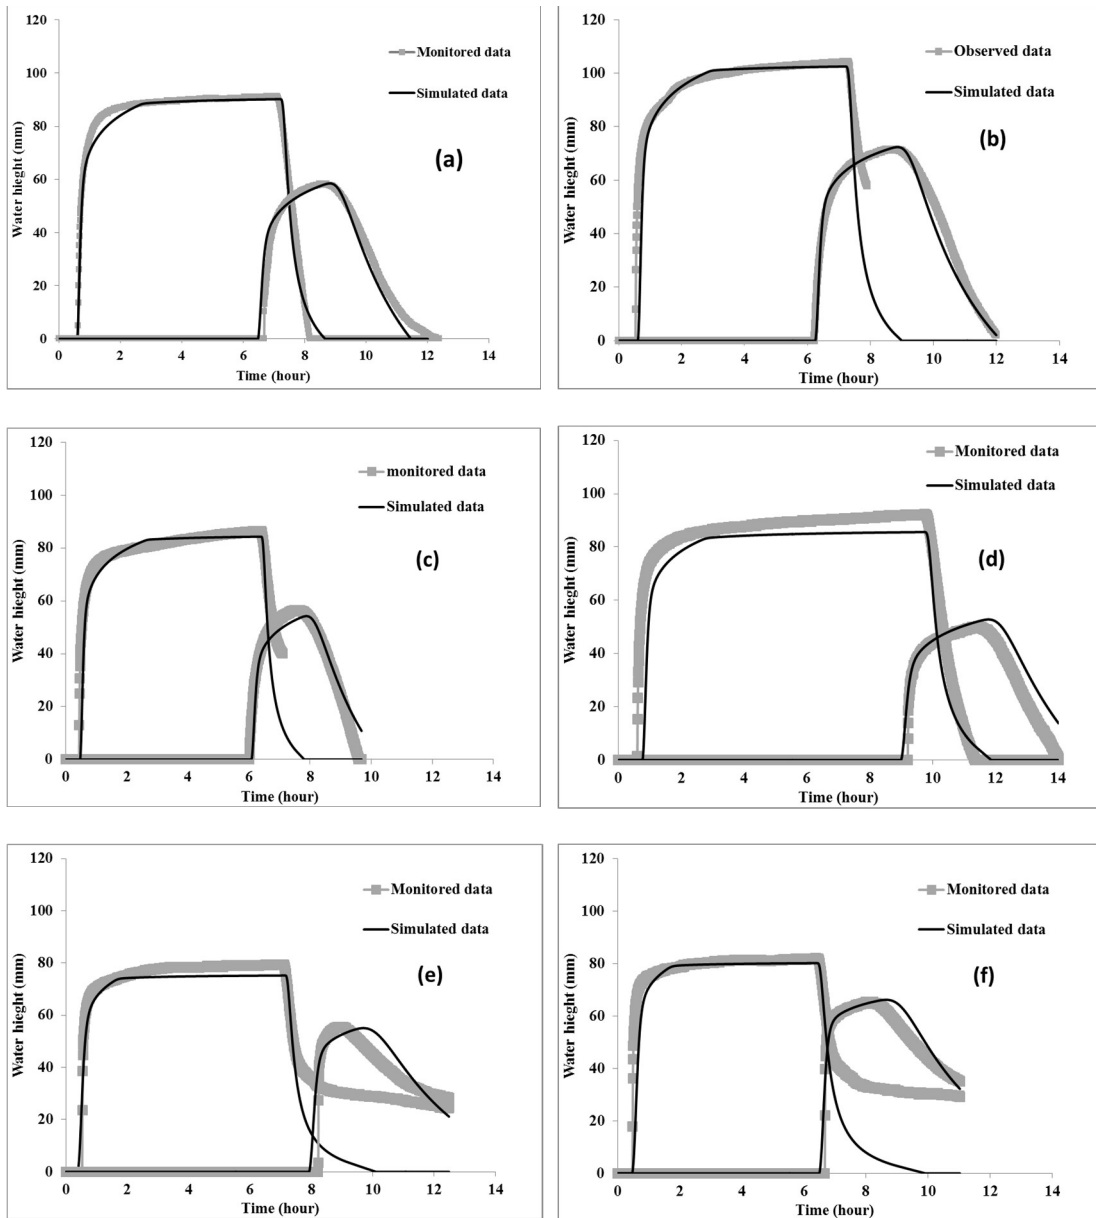 120
100
80
60
40
20
0
Water hieght (mm)
Monitored data
Simulated data
(a)
0 2 4 6 8 10 12 14
Time (hour)
120
100
80
60
40
20
0
Water hieght (mm)
Observed data
Simulated data
(b)
0 2 4 6 8 10 12 14
Time (hour)
120
100
80
60
40
20
0
Water hieght (mm)
monitored data
Simulated data
(c)
0 2 4 6 8 10 12 14
Time (hour)
120
100
80
60
40
20
0
Water hieght (mm)
Monitored data
Simulated data
(d)
0 2 4 6 8 10 12 14
Time (hour)
120
100
80
60
40
20
0
Water hieght (mm)
Monitored data
Simulated data
(e)
0 2 4 6 8 10 12 14
Time (hour)
120
100
80
60
40
20
0
Water hieght (mm)
Monitored data
Simulated data
(f)
0 2 4 6 8 10 12 14
Time (hour)